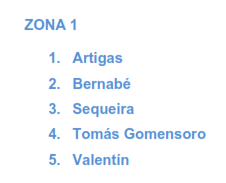 ZONA 1
1. Artigas
2. Bernabé
3. Sequeira
4. Tomás Gomensoro
5. Valentín